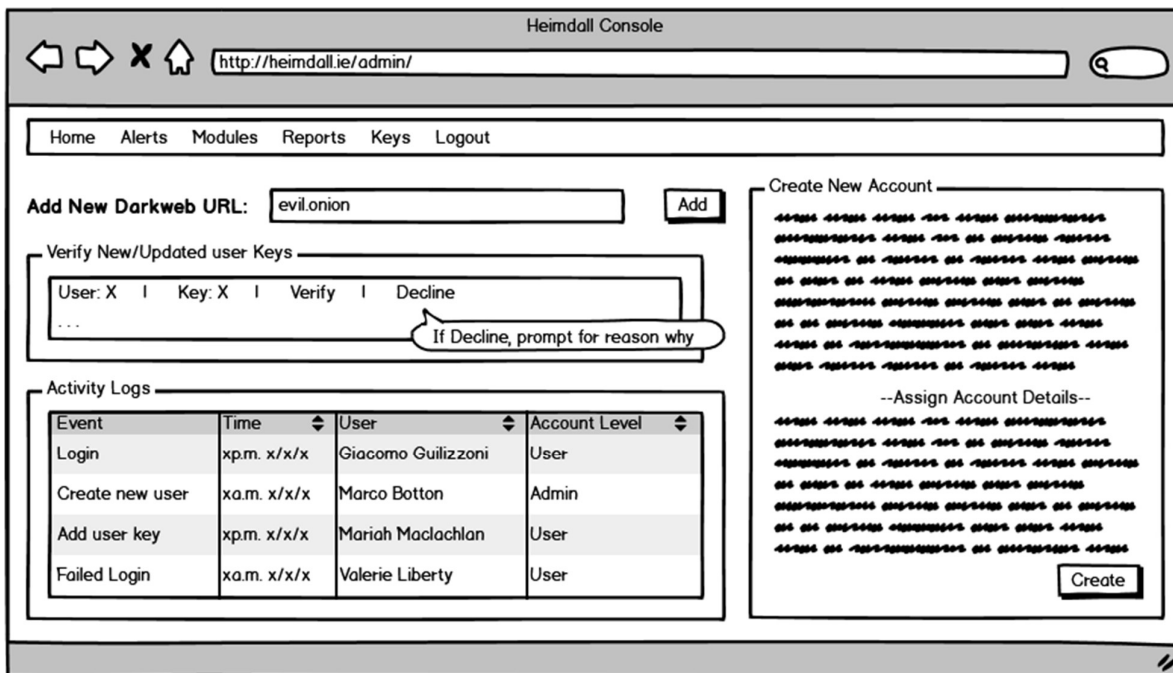 Heimdall Console
http://heimdall.ie/admin/
Home Alerts Modules Reports Keys Logout
Add New Darkweb URL: evil.onion Add
Verify New/Updated user Keys
User: X | Key: X | Verify | Decline
. . .
If Decline, prompt for reason why
Activity Logs
Event Time User Account Level
Login xp.m. x/x/x Giacomo Guilizzoni User
Create new user xa.m. x/x/x Marco Botton Admin
Add user key xp.m. x/x/x Mariah Maclachlan User
Failed Login xa.m. x/x/x Valerie Liberty User
Create New Account
--Assign Account Details--
Create